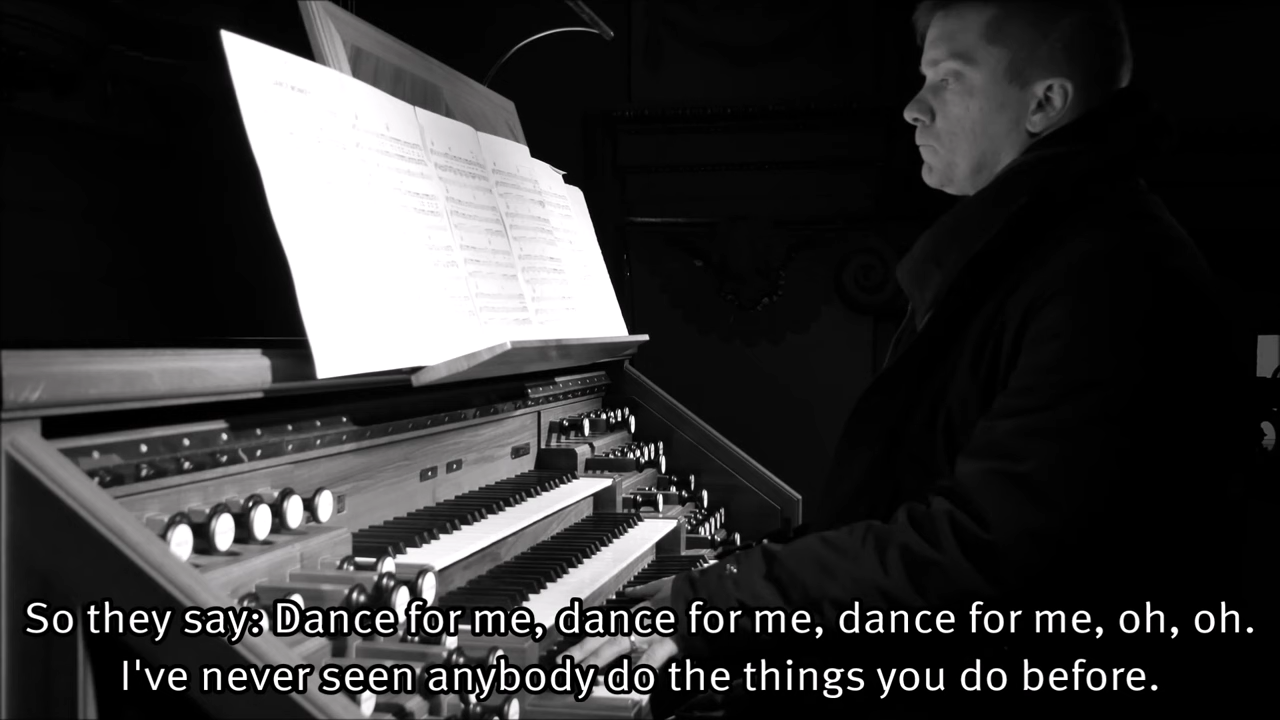 So they say: Dance for me, dance for me, dance for me, oh, oh.
I've never seen anybody do the things you do before.